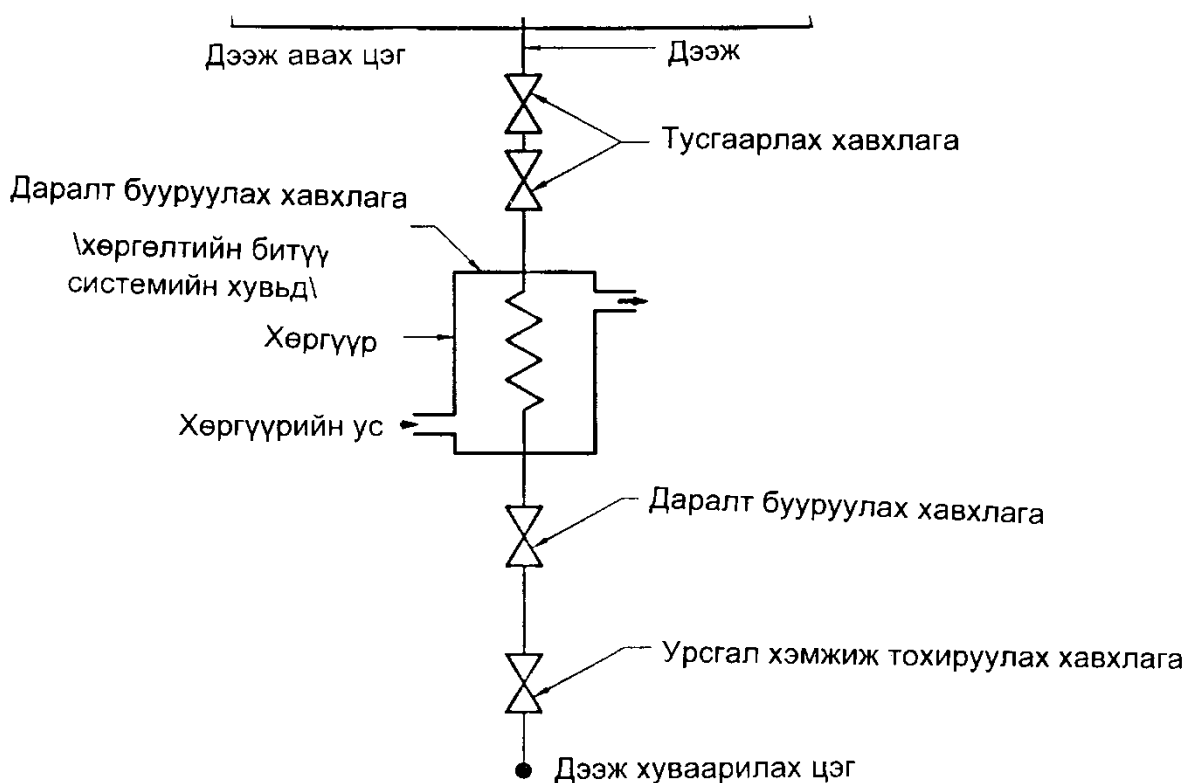 Дээж авах цэг
Дээж
Тусгаарлах хавхлага
Даралт бууруулах хавхлага
\хөргөлтийн битүү
системийн хувьд\
Хөргүүр
Хөргүүрийн ус
Даралт бууруулах хавхлага
Урсгал хэмжиж тохируулах хавхлага
Дээж хуваарилах цэг